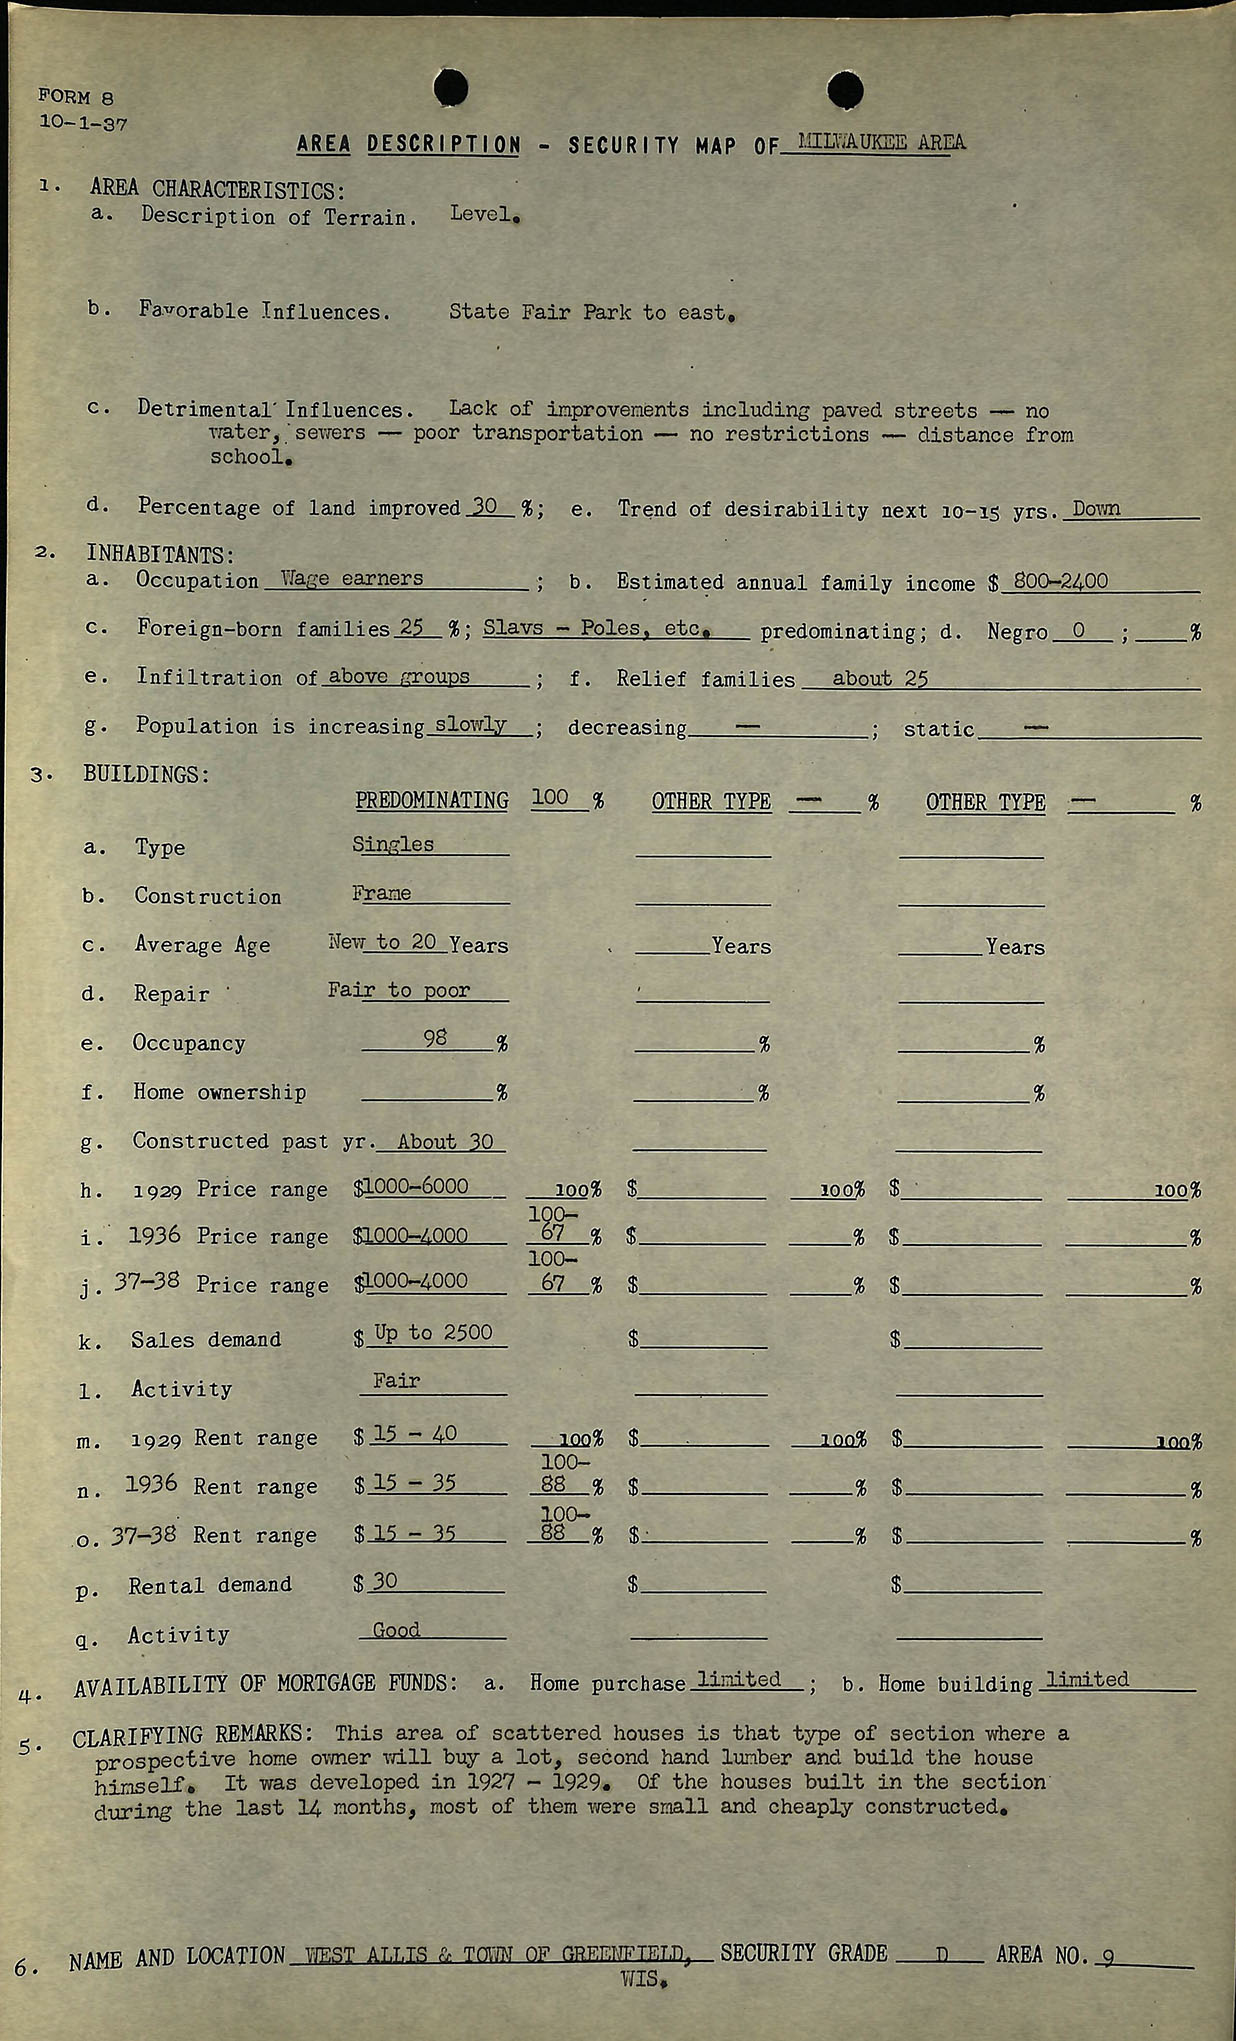 FORM 8
10-1-37
AREA DESCRIPTION - SECURITY MAP OF MILWAUKEE AREA
1. AREA CHARACTERISTICS:
a. Description of Terrain. Level.
b. Favorable Influences. State Fair Park to east.
c. Detrimental Influences. Lack of improvements including paved streets — no
water, sewers — poor transportation — no restrictions — distance from
school.
d. Percentage of land improved 30 %; e. Trend of desirability next 10-15 yrs. Down
2. INHABITANTS:
a. Occupation Wage earners ; b. Estimated annual family income $ 800-2400
c. Foreign-born families 25 %; Slavs - Poles, etc. predominating; d. Negro 0 ; %
e. Infiltration of above groups ; f. Relief families about 25
g. Population is increasing slowly ; decreasing — ; static —
3. BUILDINGS:
PREDOMINATING 100 % OTHER TYPE — % OTHER TYPE — %
a. Type Singles
b. Construction Frame
c. Average Age New to 20 Years Years Years
d. Repair Fair to poor
e. Occupancy 98 % % %
f. Home ownership % % %
g. Constructed past yr. About 30
h. 1929 Price range $1000-6000 100% $ 100% $ 100%
100-
i. 1936 Price range $1000-4000 67 % $ % $ %
100-
j. 37-38 Price range $1000-4000 67 % $ % $ %
k. Sales demand $ Up to 2500 $ $
l. Activity Fair
m. 1929 Rent range $ 15 - 40 100% $ 100% $ 100%
100-
n. 1936 Rent range $ 15 - 35 88 % $ % $ %
100-
o. 37-38 Rent range $ 15 - 35 88 % $ % $ %
p. Rental demand $ 30 $ $
q. Activity Good
4. AVAILABILITY OF MORTGAGE FUNDS: a. Home purchase limited ; b. Home building limited
5. CLARIFYING REMARKS: This area of scattered houses is that type of section where a
prospective home owner will buy a lot, second hand lumber and build the house
himself. It was developed in 1927 - 1929. Of the houses built in the section
during the last 14 months, most of them were small and cheaply constructed.
6. NAME AND LOCATION WEST ALLIS & TOWN OF GREENFIELD, SECURITY GRADE D AREA NO. 9
WIS.